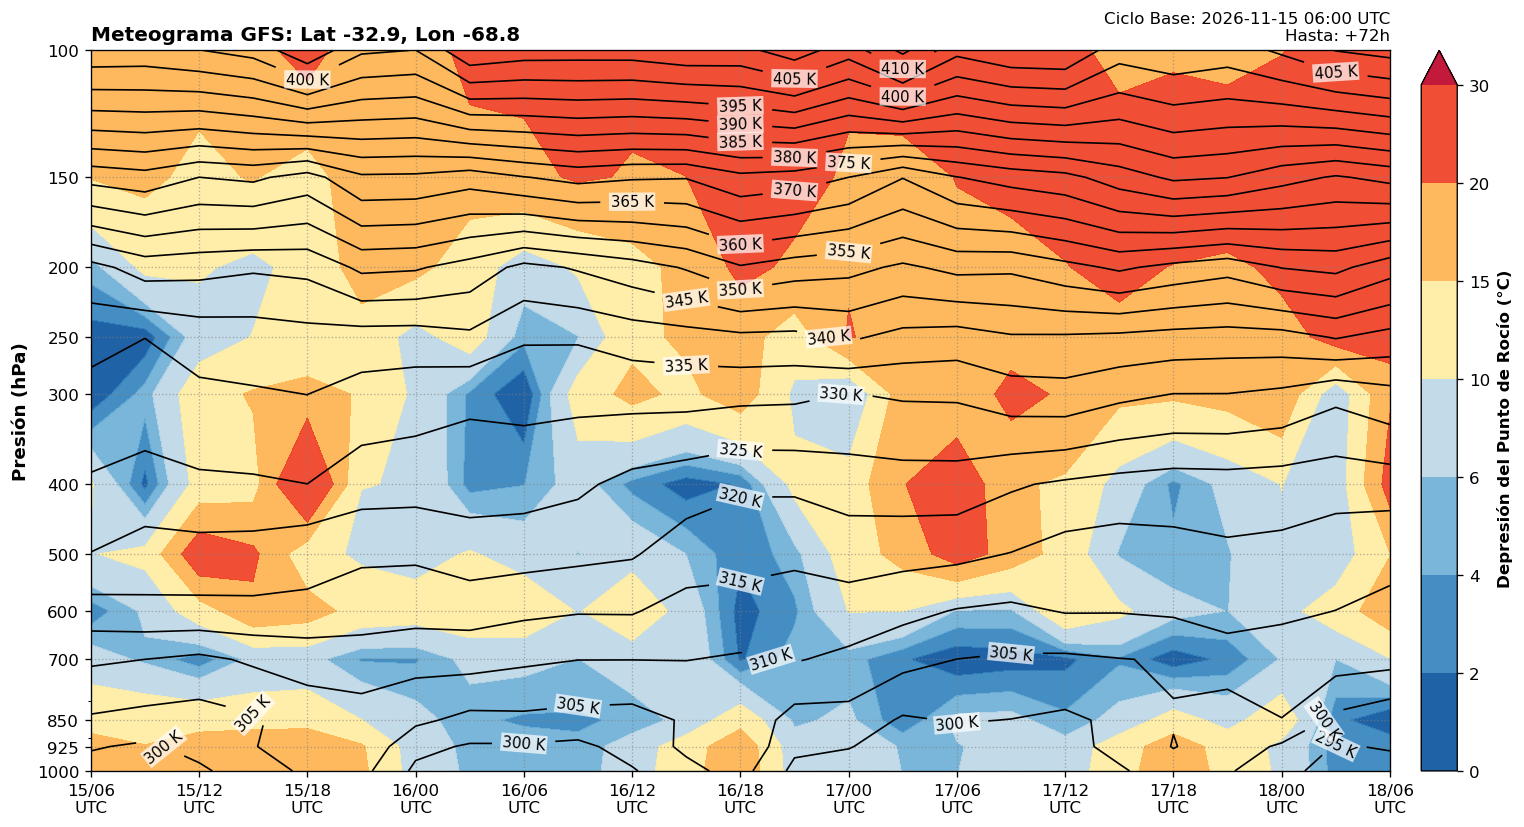 Ciclo Base: 2026-11-15 06:00 UTC
Meteograma GFS: Lat -32.9, Lon -68.8
Hasta: +72h
Presión (hPa)
100
150
200
250
300
400
500
600
700
850
925
1000
400 K
405 K
410 K
405 K
400 K
395 K
390 K
385 K
380 K
375 K
370 K
365 K
360 K
355 K
350 K
345 K
340 K
335 K
330 K
325 K
320 K
315 K
310 K
305 K
305 K
305 K
300 K
300 K
300 K
300 K
295 K
15/06
UTC
15/12
UTC
15/18
UTC
16/00
UTC
16/06
UTC
16/12
UTC
16/18
UTC
17/00
UTC
17/06
UTC
17/12
UTC
17/18
UTC
18/00
UTC
18/06
UTC
30
20
15
10
6
4
2
0
Depresión del Punto de Rocío (°C)